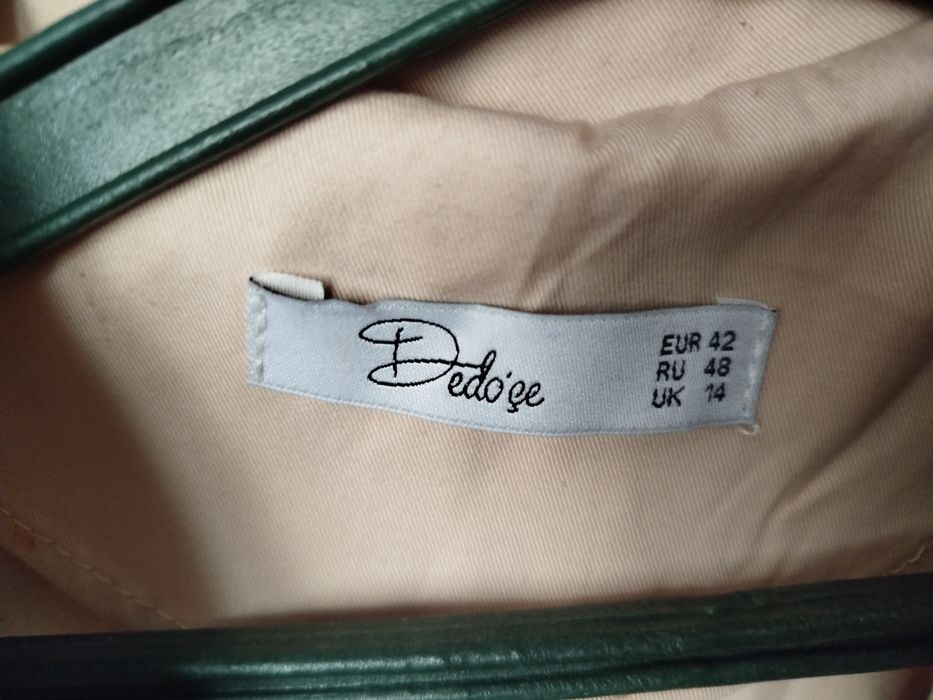 Dedo'çe
EUR 42
RU 48
UK 14